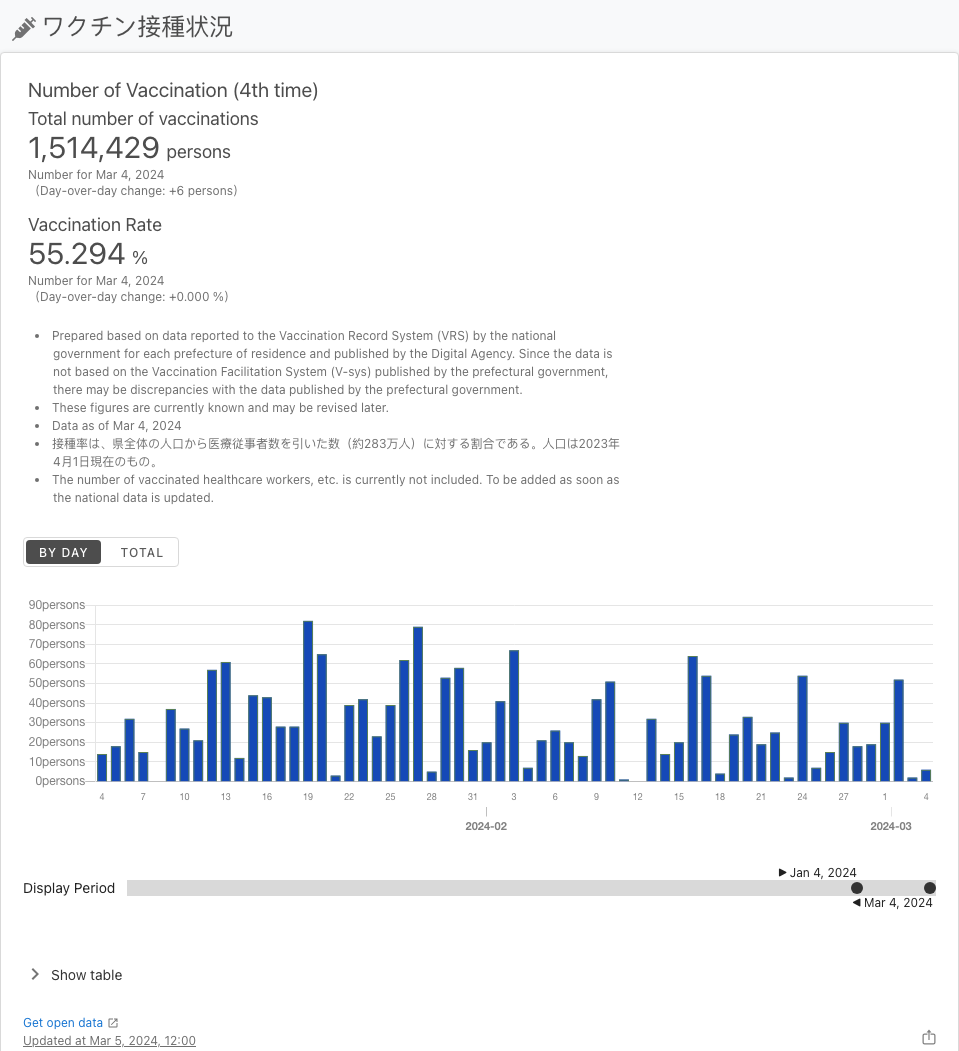 ワクチン接種状況
Number of Vaccination (4th time)
Total number of vaccinations
1,514,429 persons
Number for Mar 4, 2024
(Day-over-day change: +6 persons)
Vaccination Rate
55.294 %
Number for Mar 4, 2024
(Day-over-day change: +0.000 %)
• Prepared based on data reported to the Vaccination Record System (VRS) by the national
government for each prefecture of residence and published by the Digital Agency. Since the data is
not based on the Vaccination Facilitation System (V-sys) published by the prefectural government,
there may be discrepancies with the data published by the prefectural government.
• These figures are currently known and may be revised later.
• Data as of Mar 4, 2024
• 接種率は、県全体の人口から医療従事者数を引いた数（約283万人）に対する割合である。人口は2023年
4月1日現在のもの。
• The number of vaccinated healthcare workers, etc. is currently not included. To be added as soon as
the national data is updated.
BY DAY TOTAL
90persons
80persons
70persons
60persons
50persons
40persons
30persons
20persons
10persons
0persons
4 7 10 13 16 19 22 25 28 31 3 6 9 12 15 18 21 24 27 1 4
2024-02 2024-03
▶ Jan 4, 2024
Display Period
◀ Mar 4, 2024
Show table
Get open data
Updated at Mar 5, 2024, 12:00